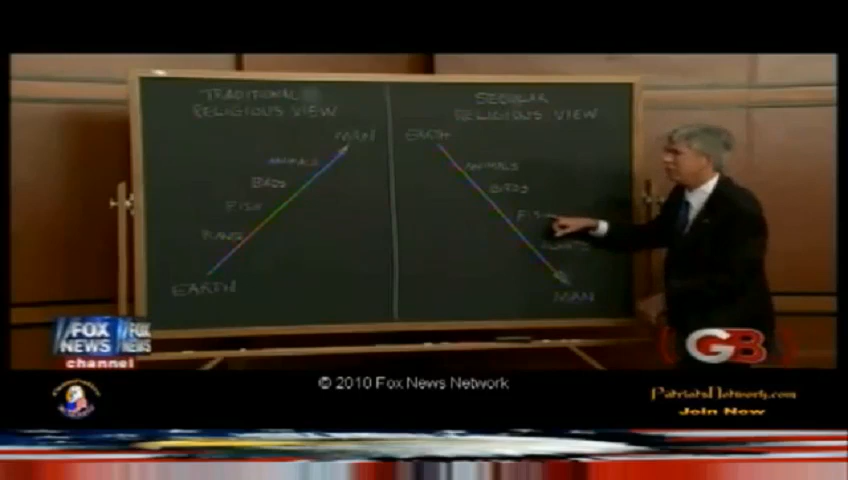 TRADITIONAL
RELIGIOUS VIEW
MAN
ANIMALS
BIRDS
FISH
EARTH
SECULAR
RELIGIOUS VIEW
EARTH
ANIMALS
BIRDS
FISH
MAN
FOX
NEWS
channel
FOX
NEWS
GB
© 2010 Fox News Network
PatriotsNetwork.com
Join Now